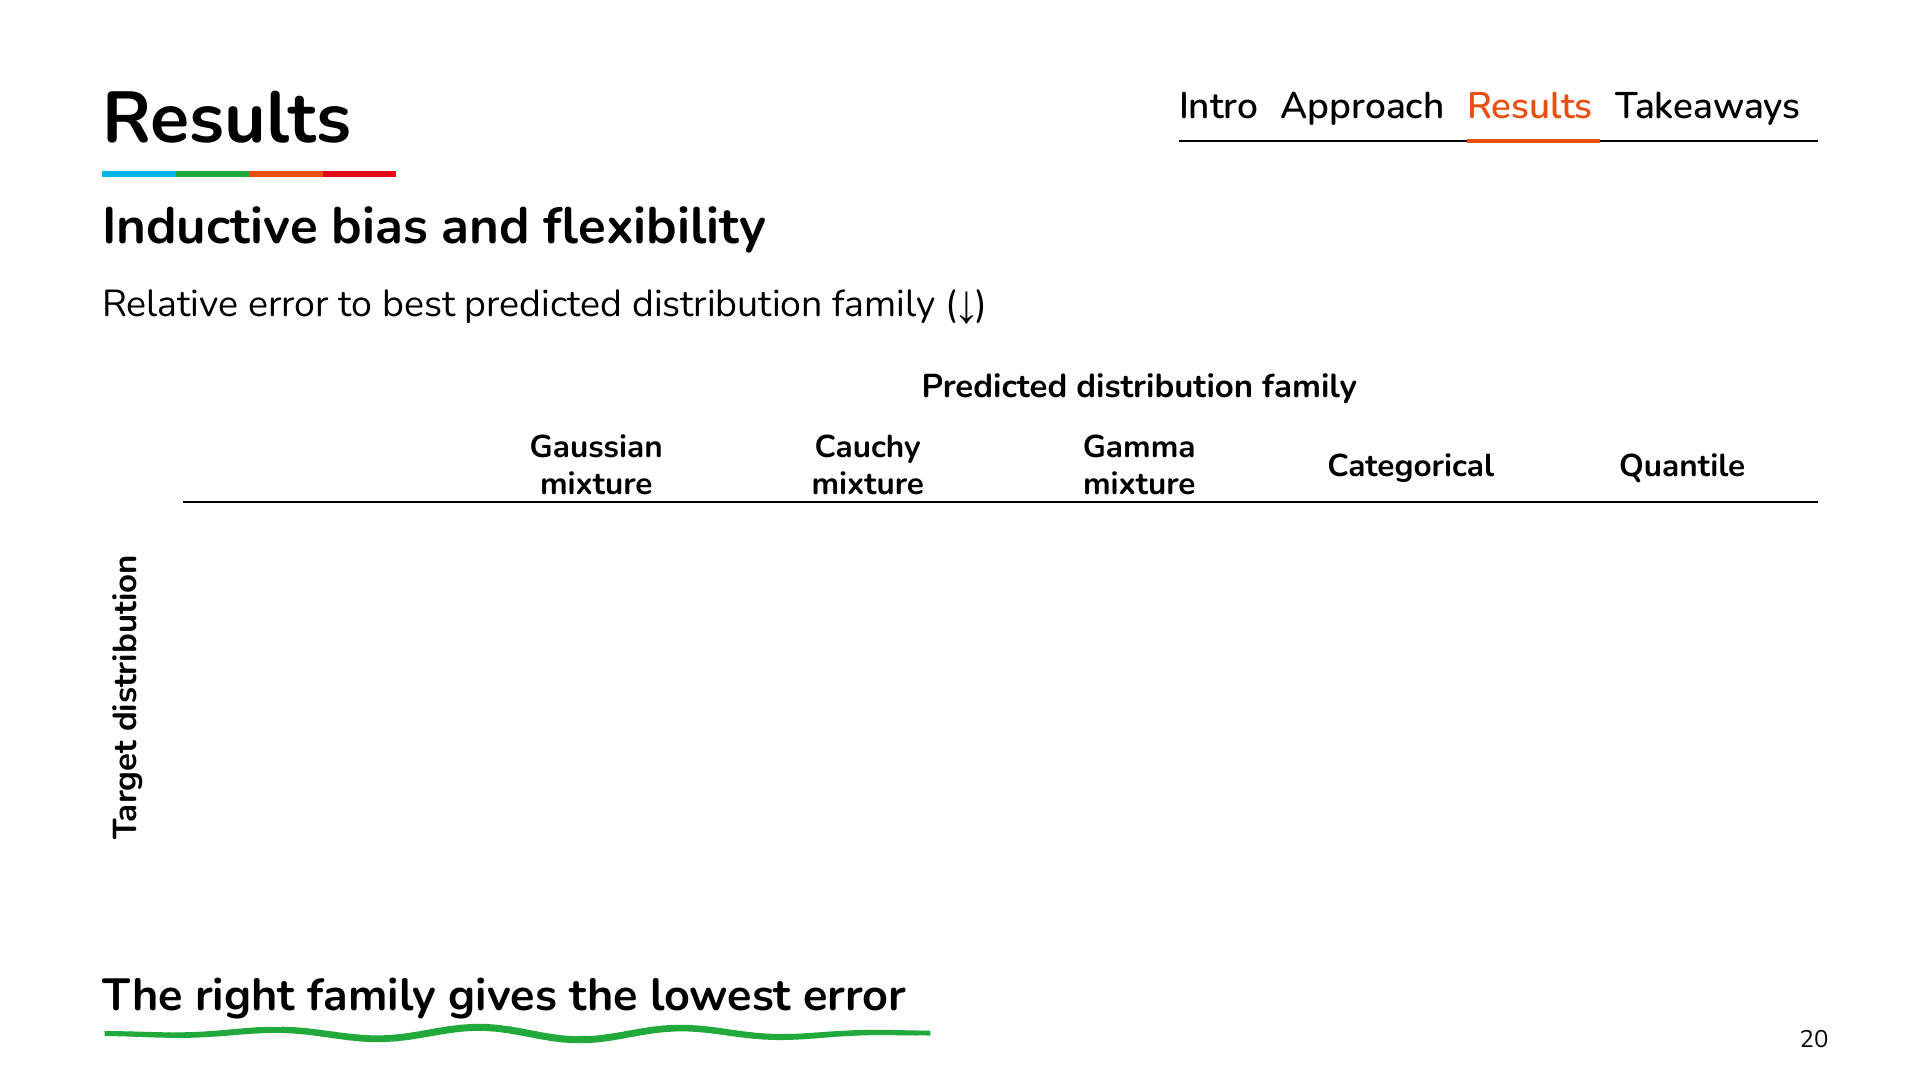 Results
Intro Approach Results Takeaways
Inductive bias and flexibility
Relative error to best predicted distribution family (↓)
Predicted distribution family
Gaussian mixture
Cauchy mixture
Gamma mixture
Categorical
Quantile
Target distribution
The right family gives the lowest error
20